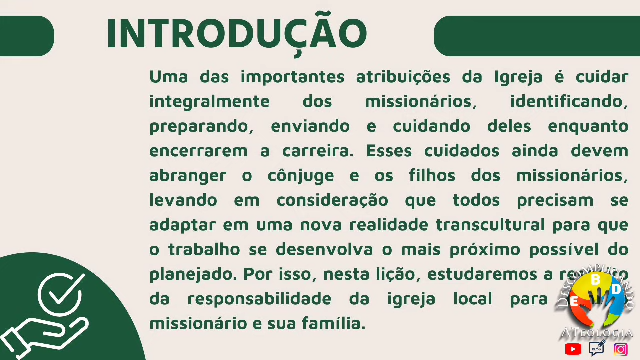 INTRODUÇÃO
Uma das importantes atribuições da Igreja é cuidar
integralmente dos missionários, identificando,
preparando, enviando e cuidando deles enquanto
encerrarem a carreira. Esses cuidados ainda devem
abranger o cônjuge e os filhos dos missionários,
levando em consideração que todos precisam se
adaptar em uma nova realidade transcultural para que
o trabalho se desenvolva o mais próximo possível do
planejado. Por isso, nesta lição, estudaremos a
da responsabilidade da igreja local para
missionário e sua família.
EBD
TEOLOGIA